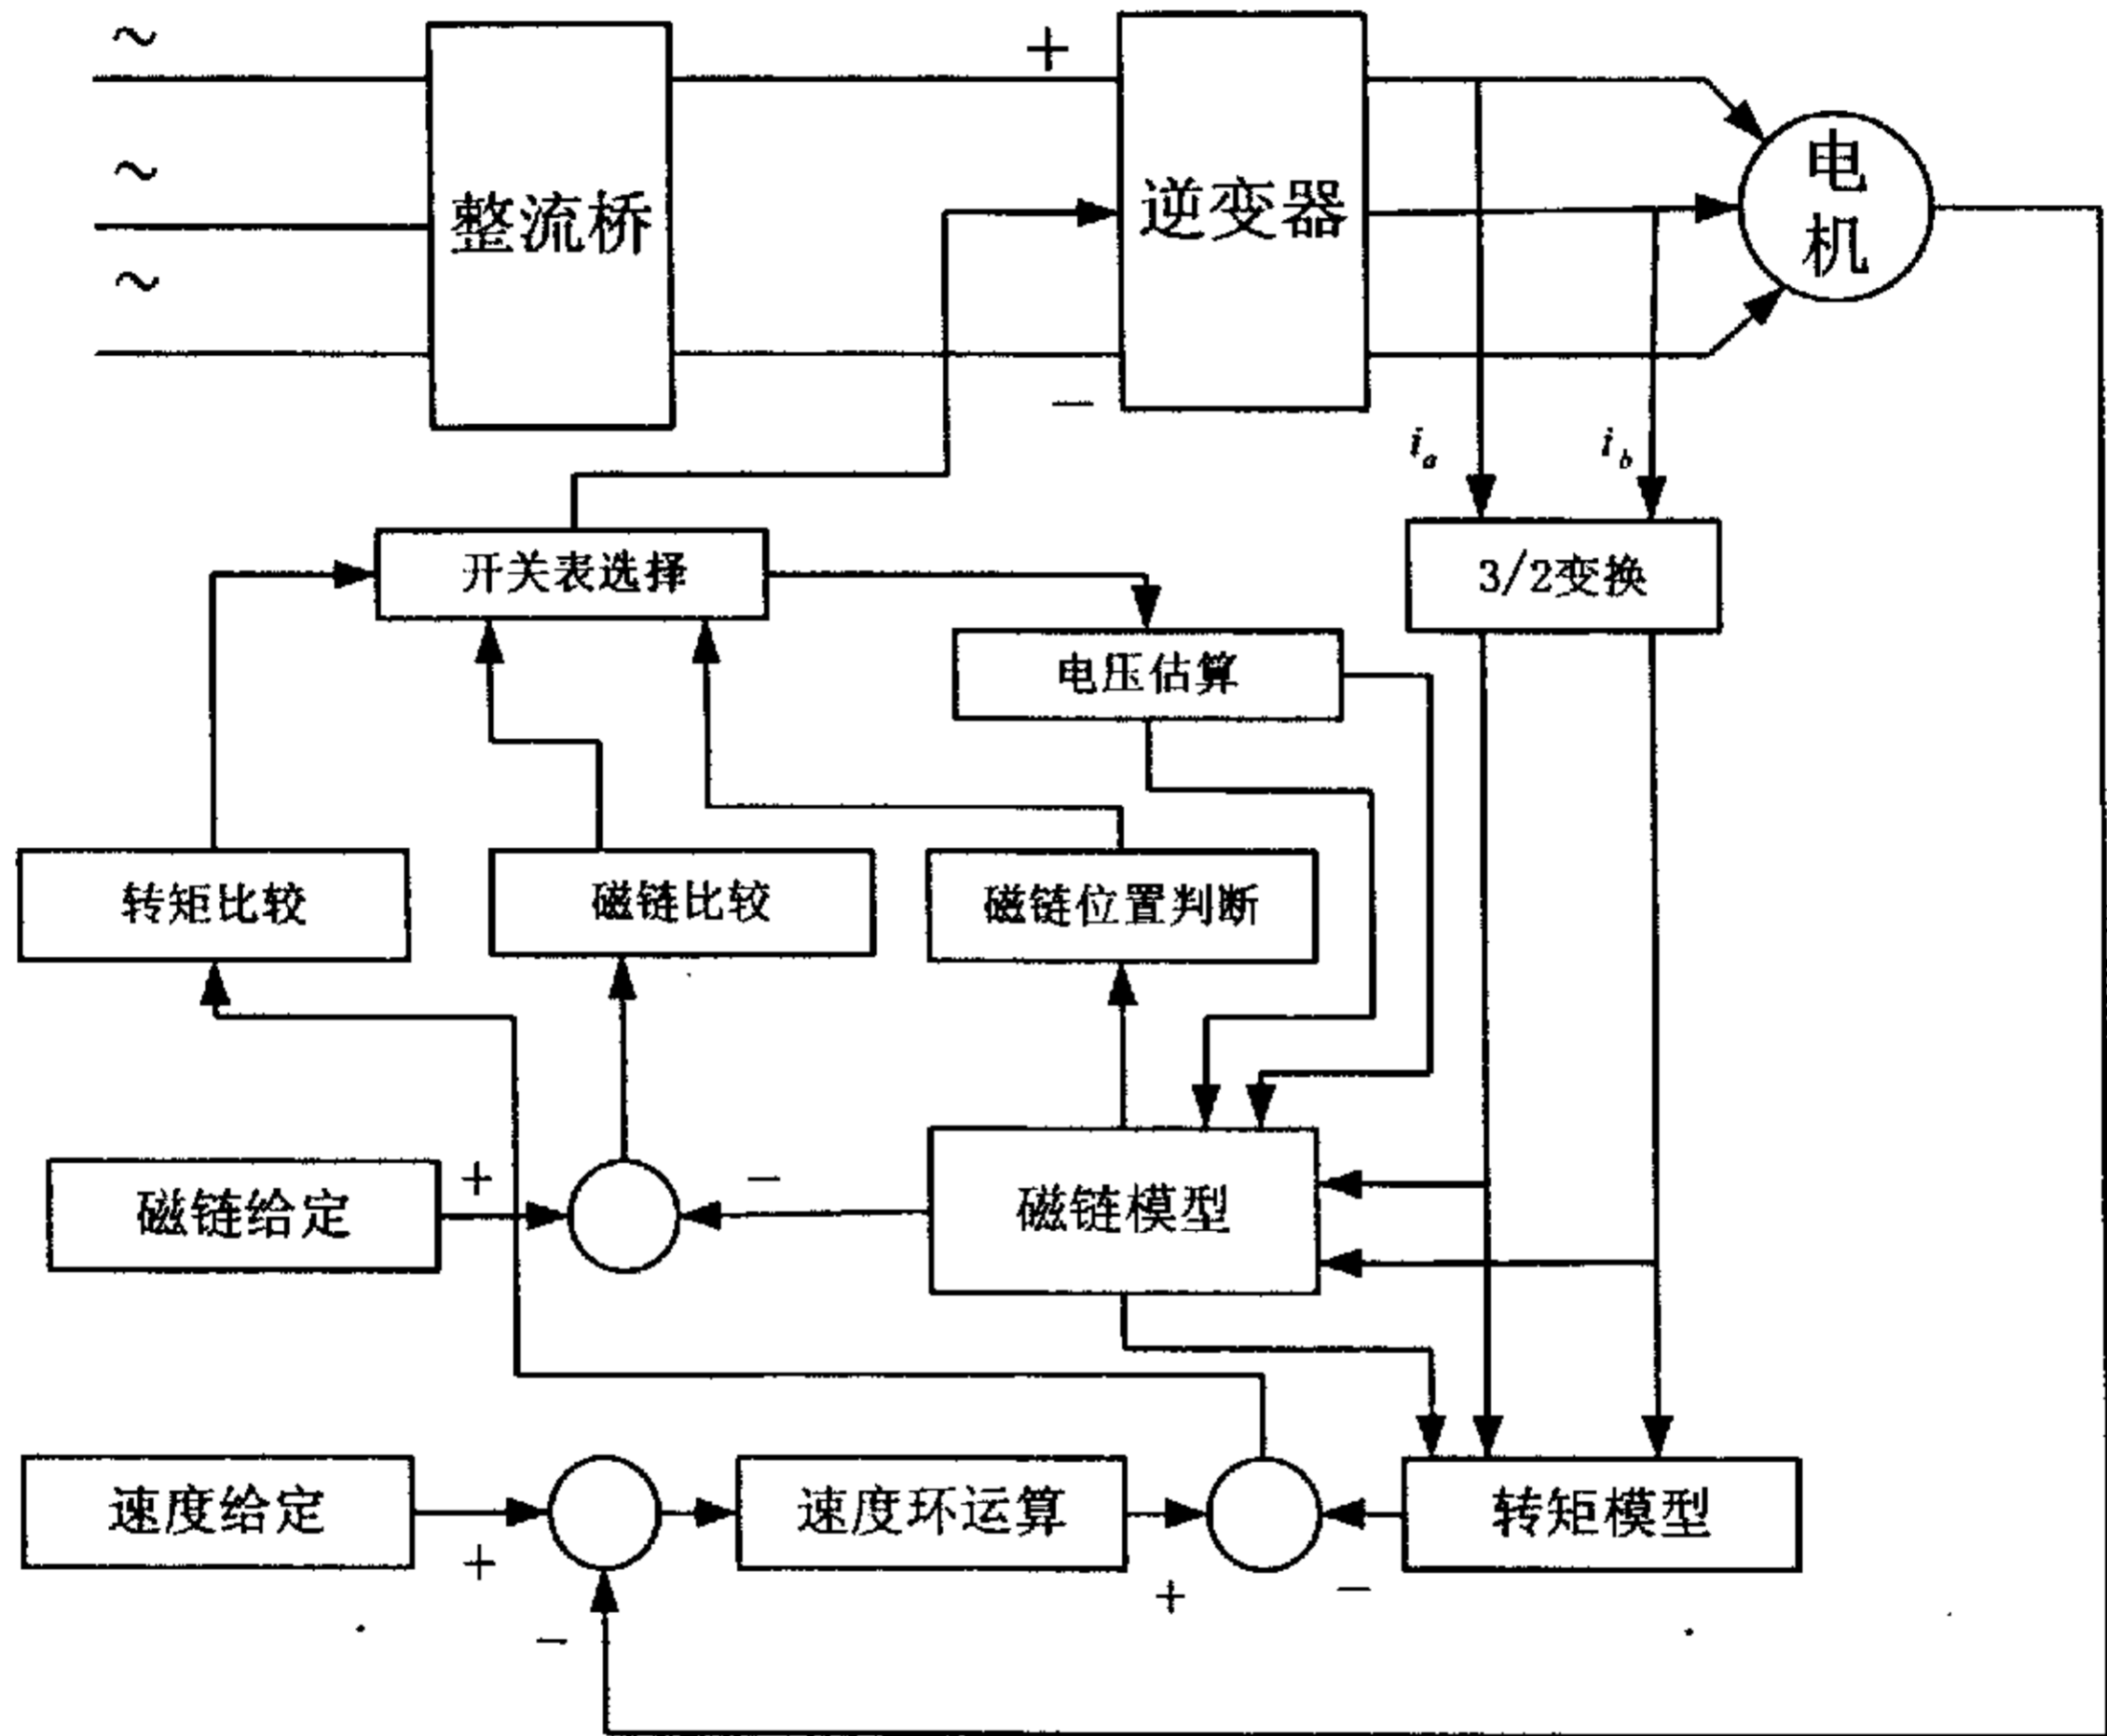 ~
+
~
整流桥
逆变器
电
机
~
−
i_a
i_b
开关表选择
3/2变换
电压估算
转矩比较
磁链比较
磁链位置判断
磁链给定
+
−
磁链模型
速度给定
+
−
速度环运算
+
−
转矩模型